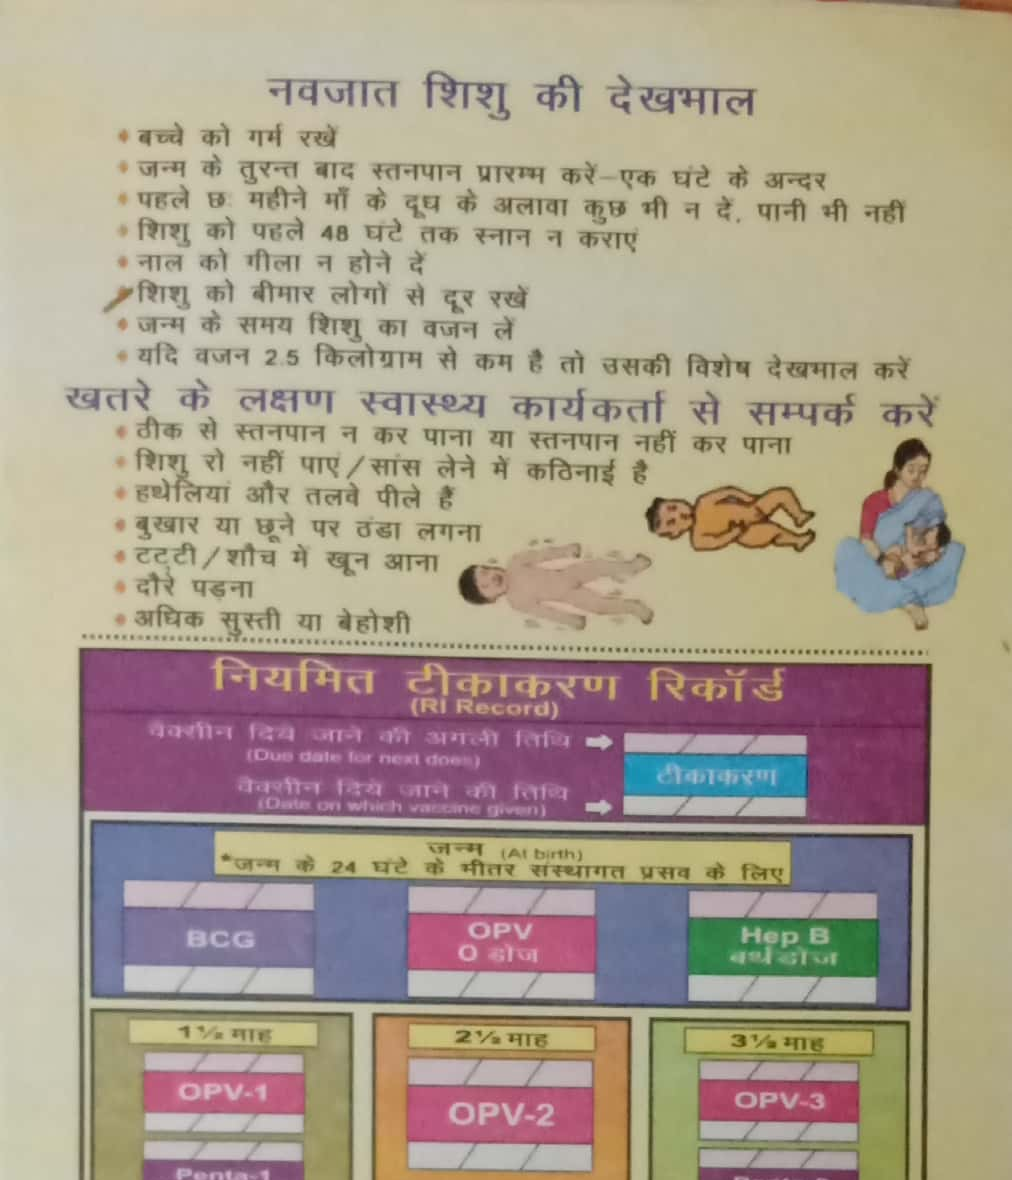 नवजात शिशु की देखभाल
बच्चे को गर्म रखें
जन्म के तुरन्त बाद स्तनपान प्रारम्भ करें–एक घंटे के अन्दर
पहले छः महीने माँ के दूध के अलावा कुछ भी न दें, पानी भी नहीं
शिशु को पहले 48 घंटे तक स्नान न कराएं
नाल को गीला न होने दें
शिशु को बीमार लोगों से दूर रखें
जन्म के समय शिशु का वजन लें
यदि वजन 2.5 किलोग्राम से कम है तो उसकी विशेष देखभाल करें
खतरे के लक्षण स्वास्थ्य कार्यकर्ता से सम्पर्क करें
ठीक से स्तनपान न कर पाना या स्तनपान नहीं कर पाना
शिशु रो नहीं पाएं/सांस लेने में कठिनाई है
हथेलियां और तलवे पीले हैं
बुखार या छूने पर ठंडा लगना
टट्टी/शौच में खून आना
दौरे पड़ना
अधिक सुस्ती या बेहोशी
नियमित टीकाकरण रिकॉर्ड
(RI Record)
वैक्सीन दिये जाने की अगली तिथि
(Due date for next does)
टीकाकरण
वैक्सीन दिये जाने की तिथि
(Date on which vaccine given)
जन्म (At birth)
*जन्म के 24 घंटे के भीतर संस्थागत प्रसव के लिए
BCG
OPV
0 डोज
Hep B
बर्थडोज
1½ माह
2½ माह
3½ माह
OPV-1
OPV-2
OPV-3
Penta-1